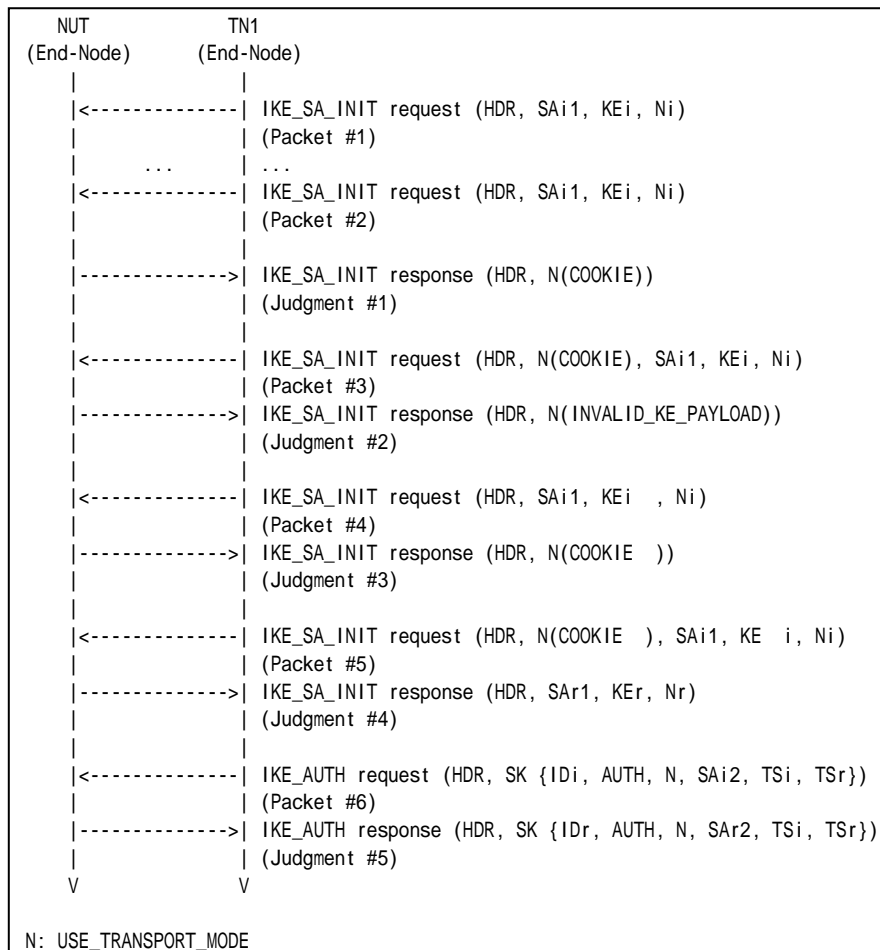 NUT TN1
(End-Node) (End-Node)
| |
|<--------------| IKE_SA_INIT request (HDR, SAi1, KEi, Ni)
| | (Packet #1)
| ... | ...
|<--------------| IKE_SA_INIT request (HDR, SAi1, KEi, Ni)
| | (Packet #2)
| |
|-------------->| IKE_SA_INIT response (HDR, N(COOKIE))
| | (Judgment #1)
| |
|<--------------| IKE_SA_INIT request (HDR, N(COOKIE), SAi1, KEi, Ni)
| | (Packet #3)
|-------------->| IKE_SA_INIT response (HDR, N(INVALID_KE_PAYLOAD))
| | (Judgment #2)
| |
|<--------------| IKE_SA_INIT request (HDR, SAi1, KEi , Ni)
| | (Packet #4)
|-------------->| IKE_SA_INIT response (HDR, N(COOKIE ))
| | (Judgment #3)
| |
|<--------------| IKE_SA_INIT request (HDR, N(COOKIE ), SAi1, KE i, Ni)
| | (Packet #5)
|-------------->| IKE_SA_INIT response (HDR, SAr1, KEr, Nr)
| | (Judgment #4)
| |
|<--------------| IKE_AUTH request (HDR, SK {IDi, AUTH, N, SAi2, TSi, TSr})
| | (Packet #6)
|-------------->| IKE_AUTH response (HDR, SK {IDr, AUTH, N, SAr2, TSi, TSr})
| | (Judgment #5)
V V
N: USE_TRANSPORT_MODE